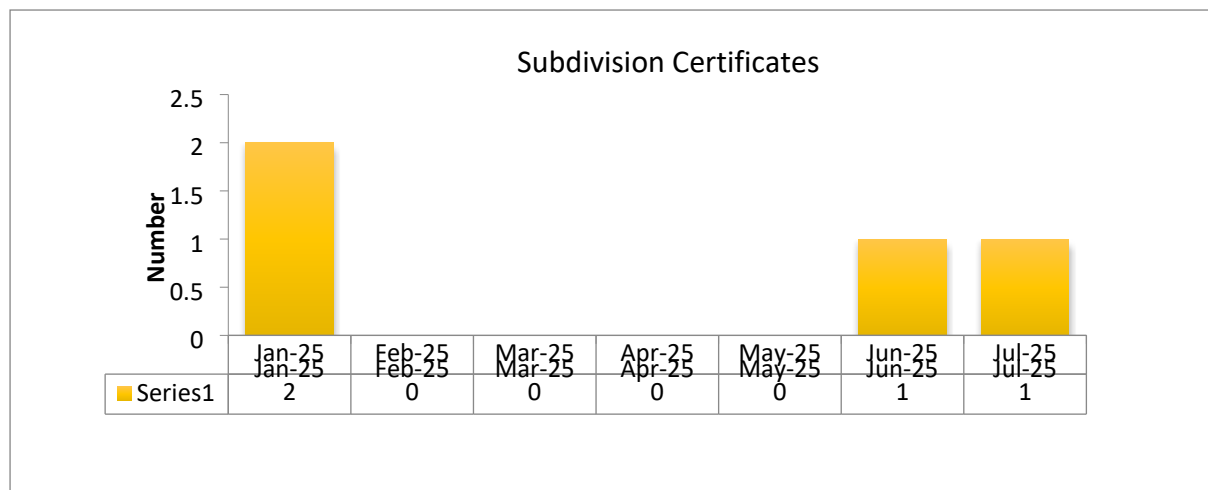 Subdivision Certificates
Number
2.5
2
1.5
1
0.5
0
Jan-25 Feb-25 Mar-25 Apr-25 May-25 Jun-25 Jul-25
Jan-25 Feb-25 Mar-25 Apr-25 May-25 Jun-25 Jul-25
Series1 2 0 0 0 0 1 1